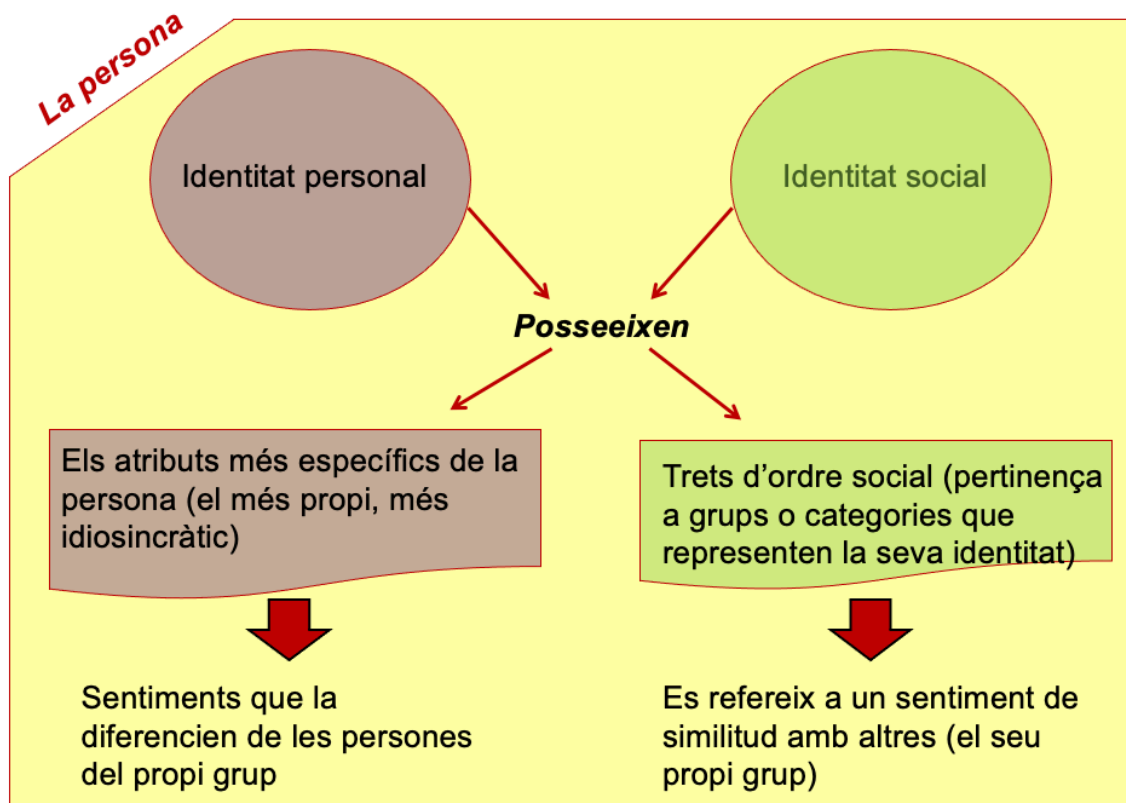 La persona
Identitat personal
Identitat social
Posseeixen
Els atributs més específics de la
persona (el més propi, més
idiosincràtic)
Trets d’ordre social (pertinença
a grups o categories que
representen la seva identitat)
Sentiments que la
diferencien de les persones
del propi grup
Es refereix a un sentiment de
similitud amb altres (el seu
propi grup)